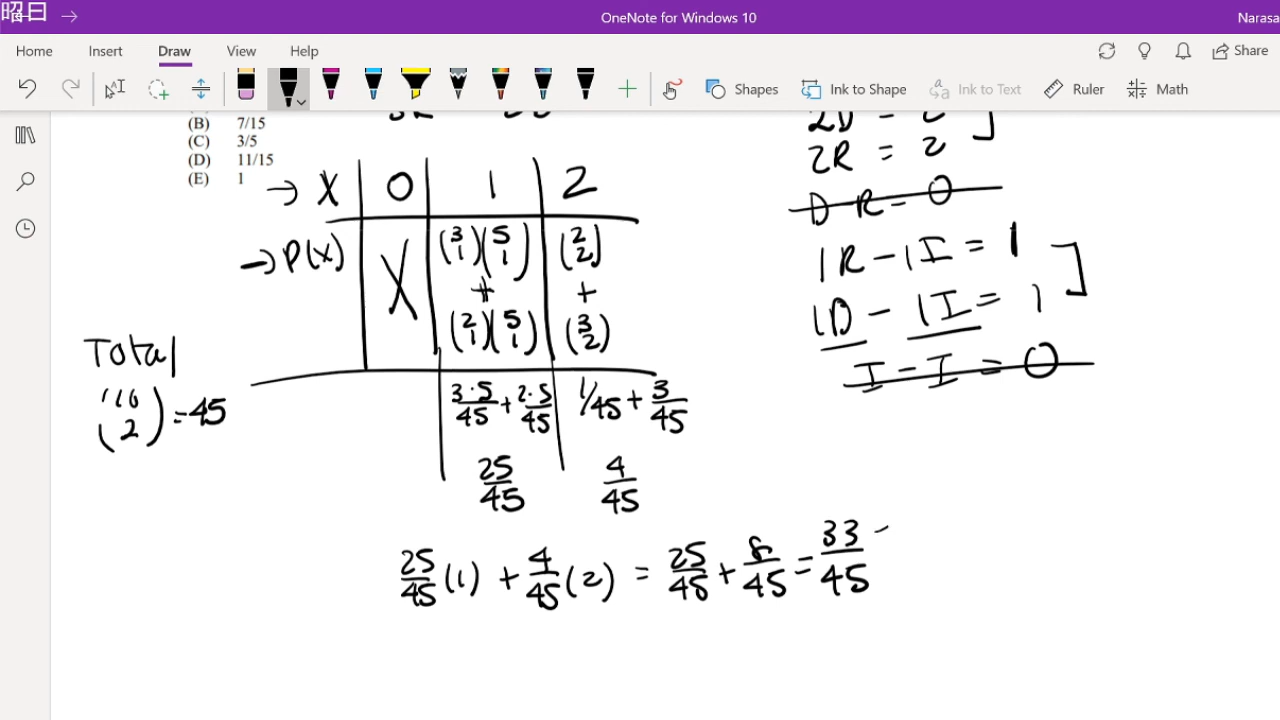 昭曰
OneNote for Windows 10
Narasa
Home Insert Draw View Help
Share
Shapes Ink to Shape Ink to Text Ruler Math
(B) 7/15
(C) 3/5
(D) 11/15
(E) 1
2D =
2R = 2
D R = 0
1R - 1I = 1
1D - 1I = 1
I - I = 0
→ X 0 1 2
→ P(X) X (3 1)(5 1) + (2 1)(5 1) (2 2) + (3 2)
Total
(10 2) = 45
3·5/45 + 2·5/45 1/45 + 3/45
25/45 4/45
25/45 (1) + 4/45 (2) = 25/45 + 8/45 = 33/45